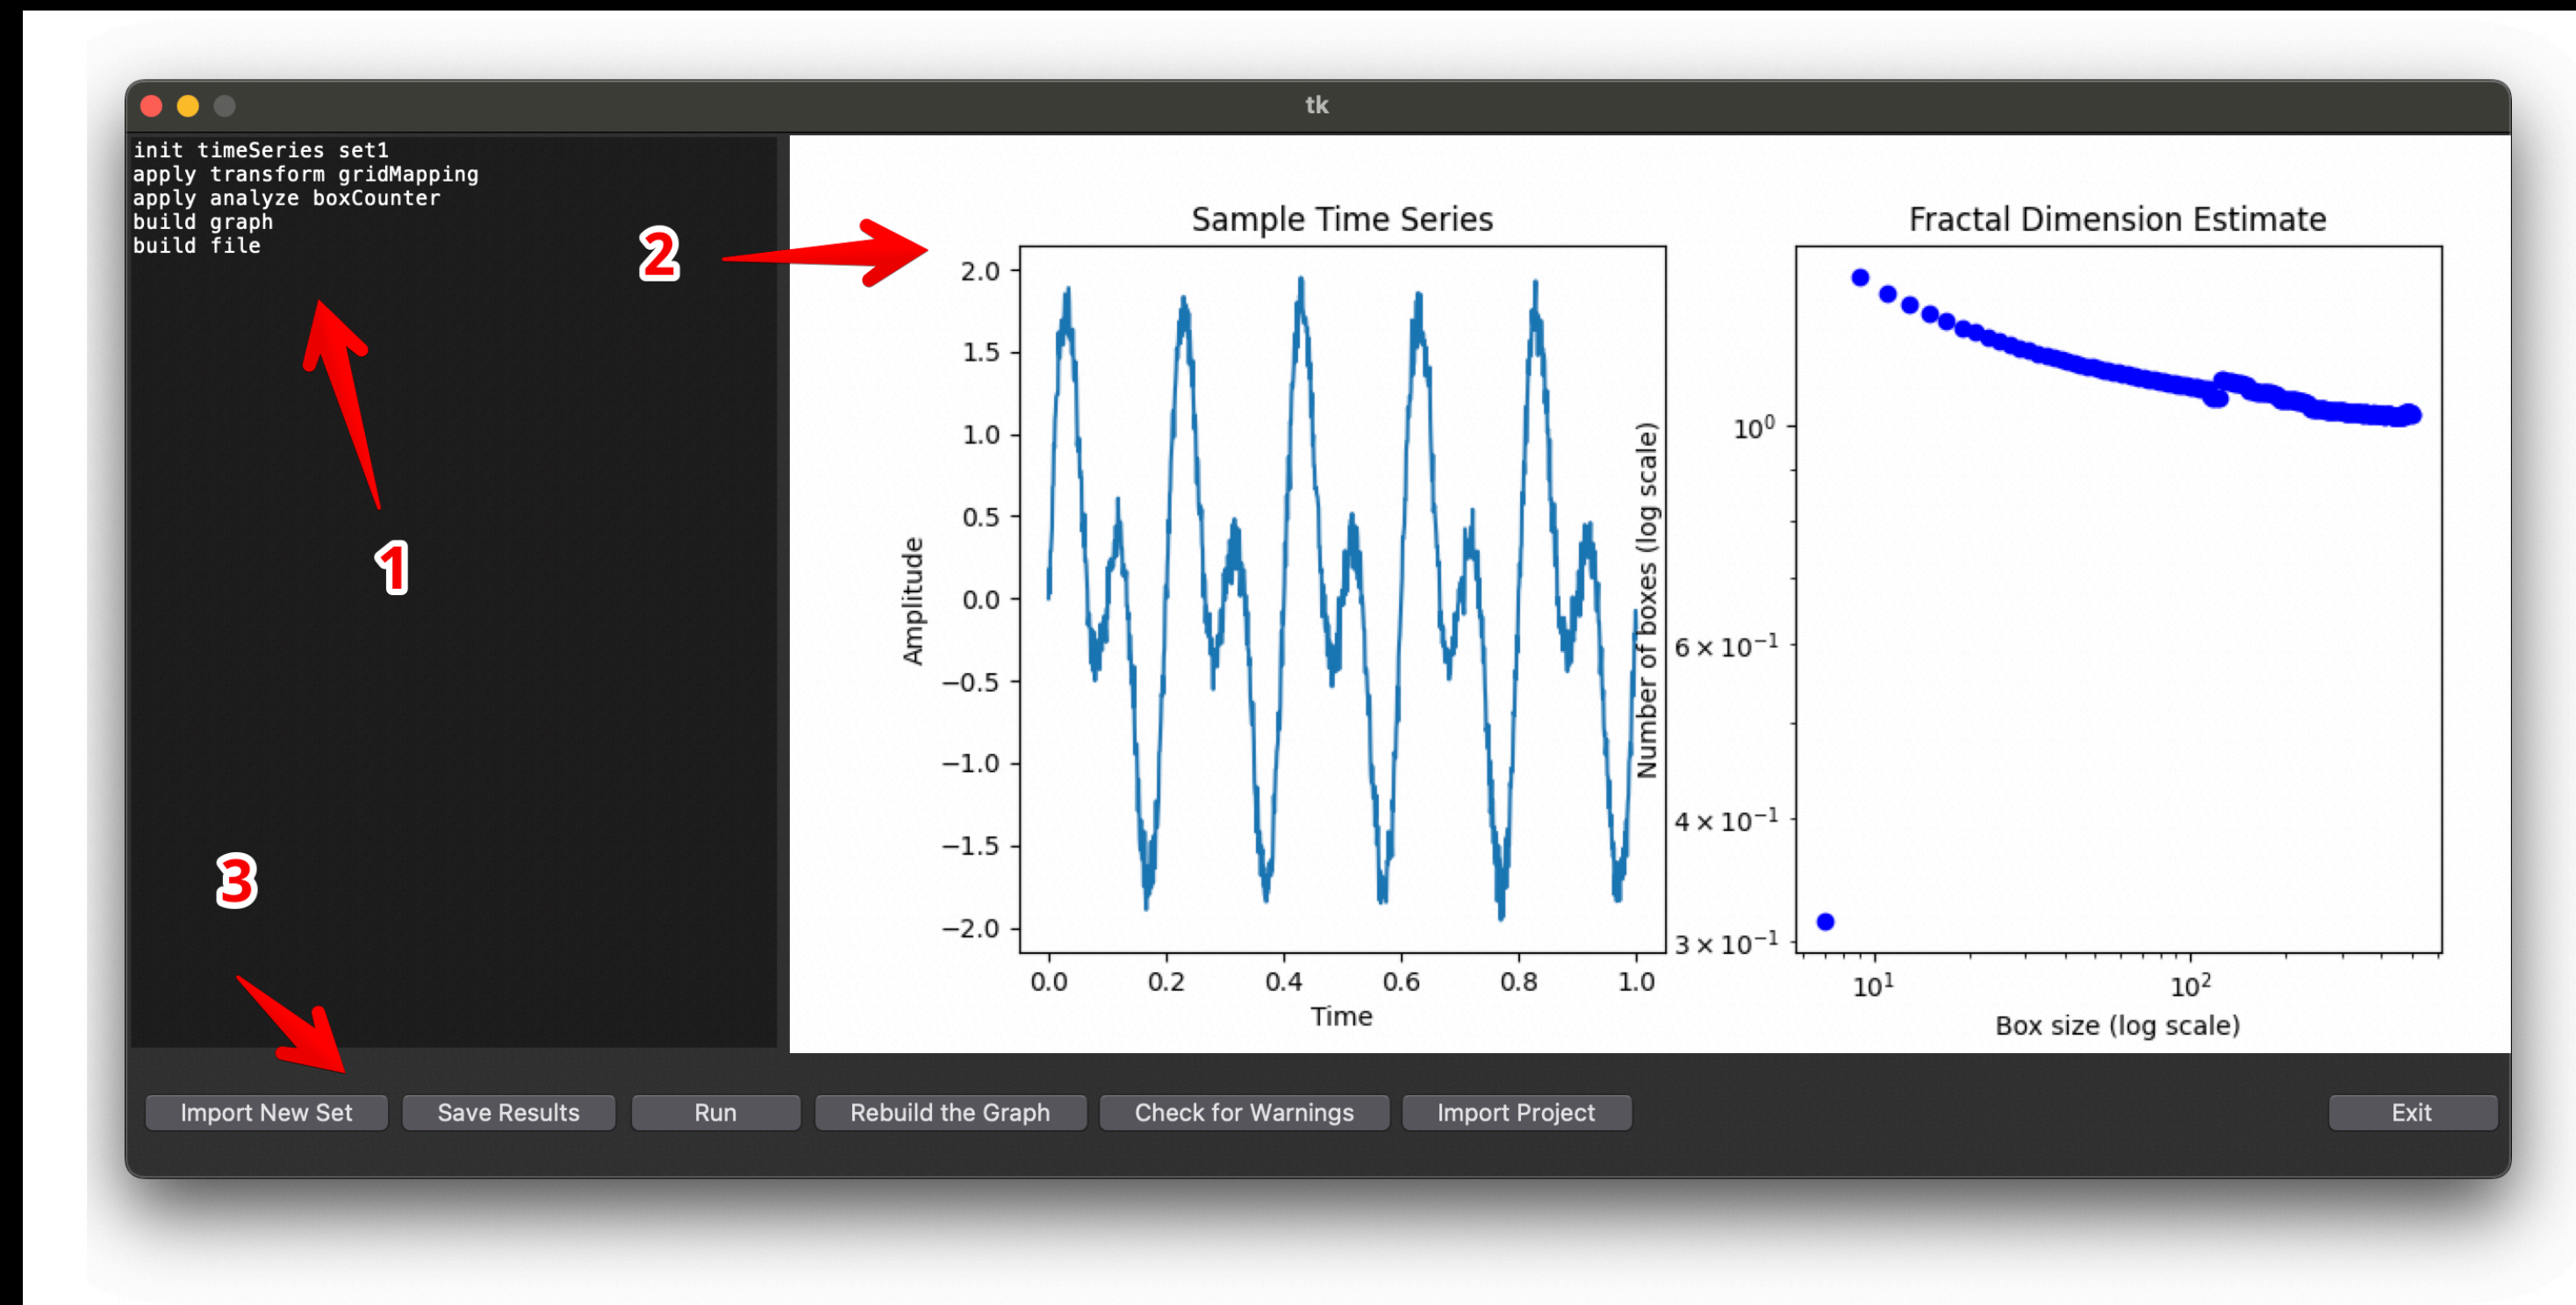 tk
init timeSeries set1
apply transform gridMapping
apply analyze boxCounter
build graph
build file
1
2
3
Sample Time Series
Amplitude
2.0
1.5
1.0
0.5
0.0
−0.5
−1.0
−1.5
−2.0
0.0 0.2 0.4 0.6 0.8 1.0
Time
Fractal Dimension Estimate
Number of boxes (log scale)
10⁰
6 × 10⁻¹
4 × 10⁻¹
3 × 10⁻¹
10¹ 10²
Box size (log scale)
Import New Set Save Results Run Rebuild the Graph Check for Warnings Import Project Exit